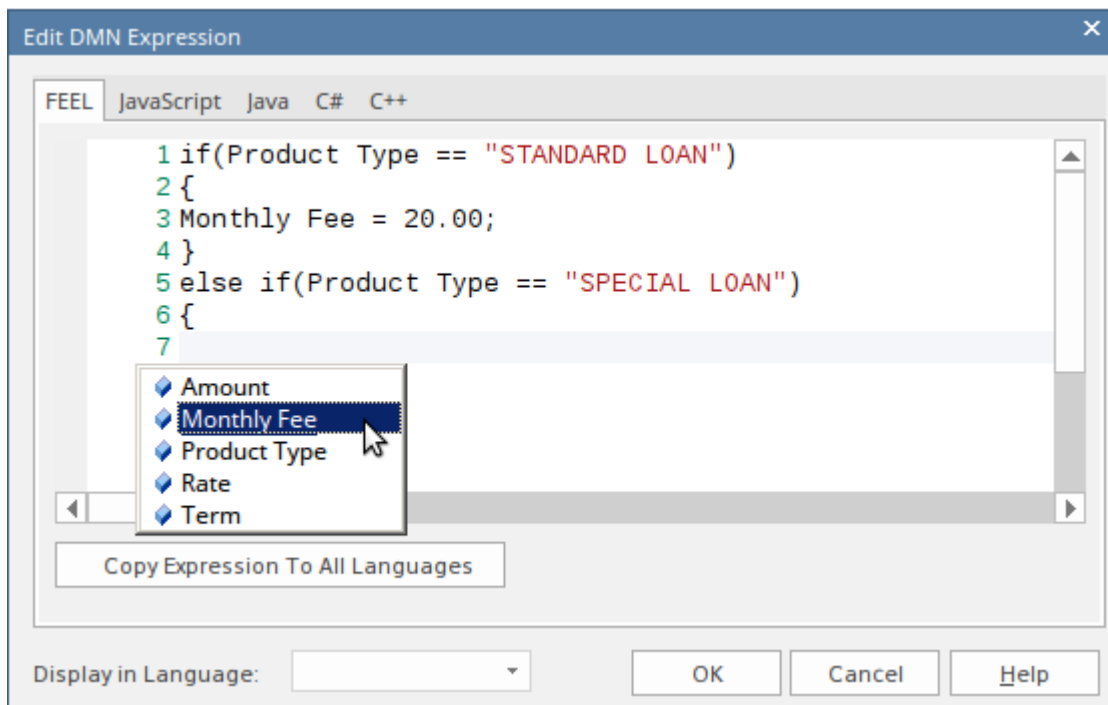 Edit DMN Expression
FEEL JavaScript Java C# C++
1 if(Product Type == "STANDARD LOAN")
2 {
3 Monthly Fee = 20.00;
4 }
5 else if(Product Type == "SPECIAL LOAN")
6 {
7
Amount
Monthly Fee
Product Type
Rate
Term
Copy Expression To All Languages
Display in Language: OK Cancel Help